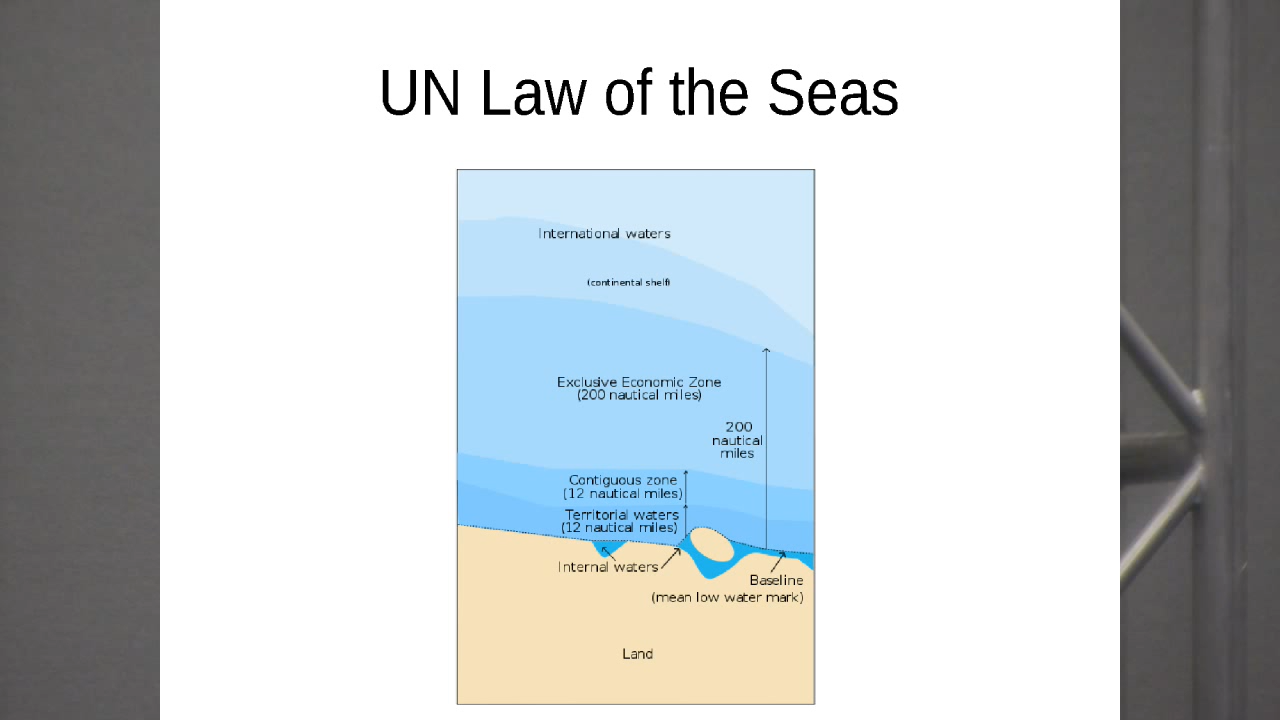 UN Law of the Seas
International waters
(continental shelf)
Exclusive Economic Zone
(200 nautical miles)
200
nautical
miles
Contiguous zone
(12 nautical miles)
Territorial waters
(12 nautical miles)
Internal waters
Baseline
(mean low water mark)
Land